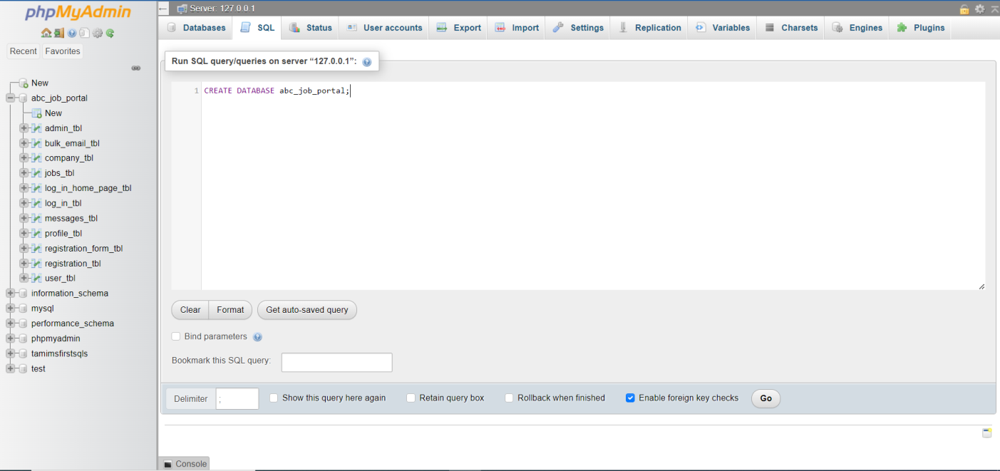 phpMyAdmin
Recent Favorites
New
abc_job_portal
New
admin_tbl
bulk_email_tbl
company_tbl
jobs_tbl
log_in_home_page_tbl
log_in_tbl
messages_tbl
profile_tbl
registration_form_tbl
registration_tbl
user_tbl
information_schema
mysql
performance_schema
phpmyadmin
tamimsfirstsqls
test
Server: 127.0.0.1
Databases SQL Status User accounts Export Import Settings Replication Variables Charsets Engines Plugins
Run SQL query/queries on server “127.0.0.1”:
1 CREATE DATABASE abc_job_portal;
Clear Format Get auto-saved query
Bind parameters
Bookmark this SQL query:
Delimiter ; Show this query here again Retain query box Rollback when finished Enable foreign key checks Go
Console